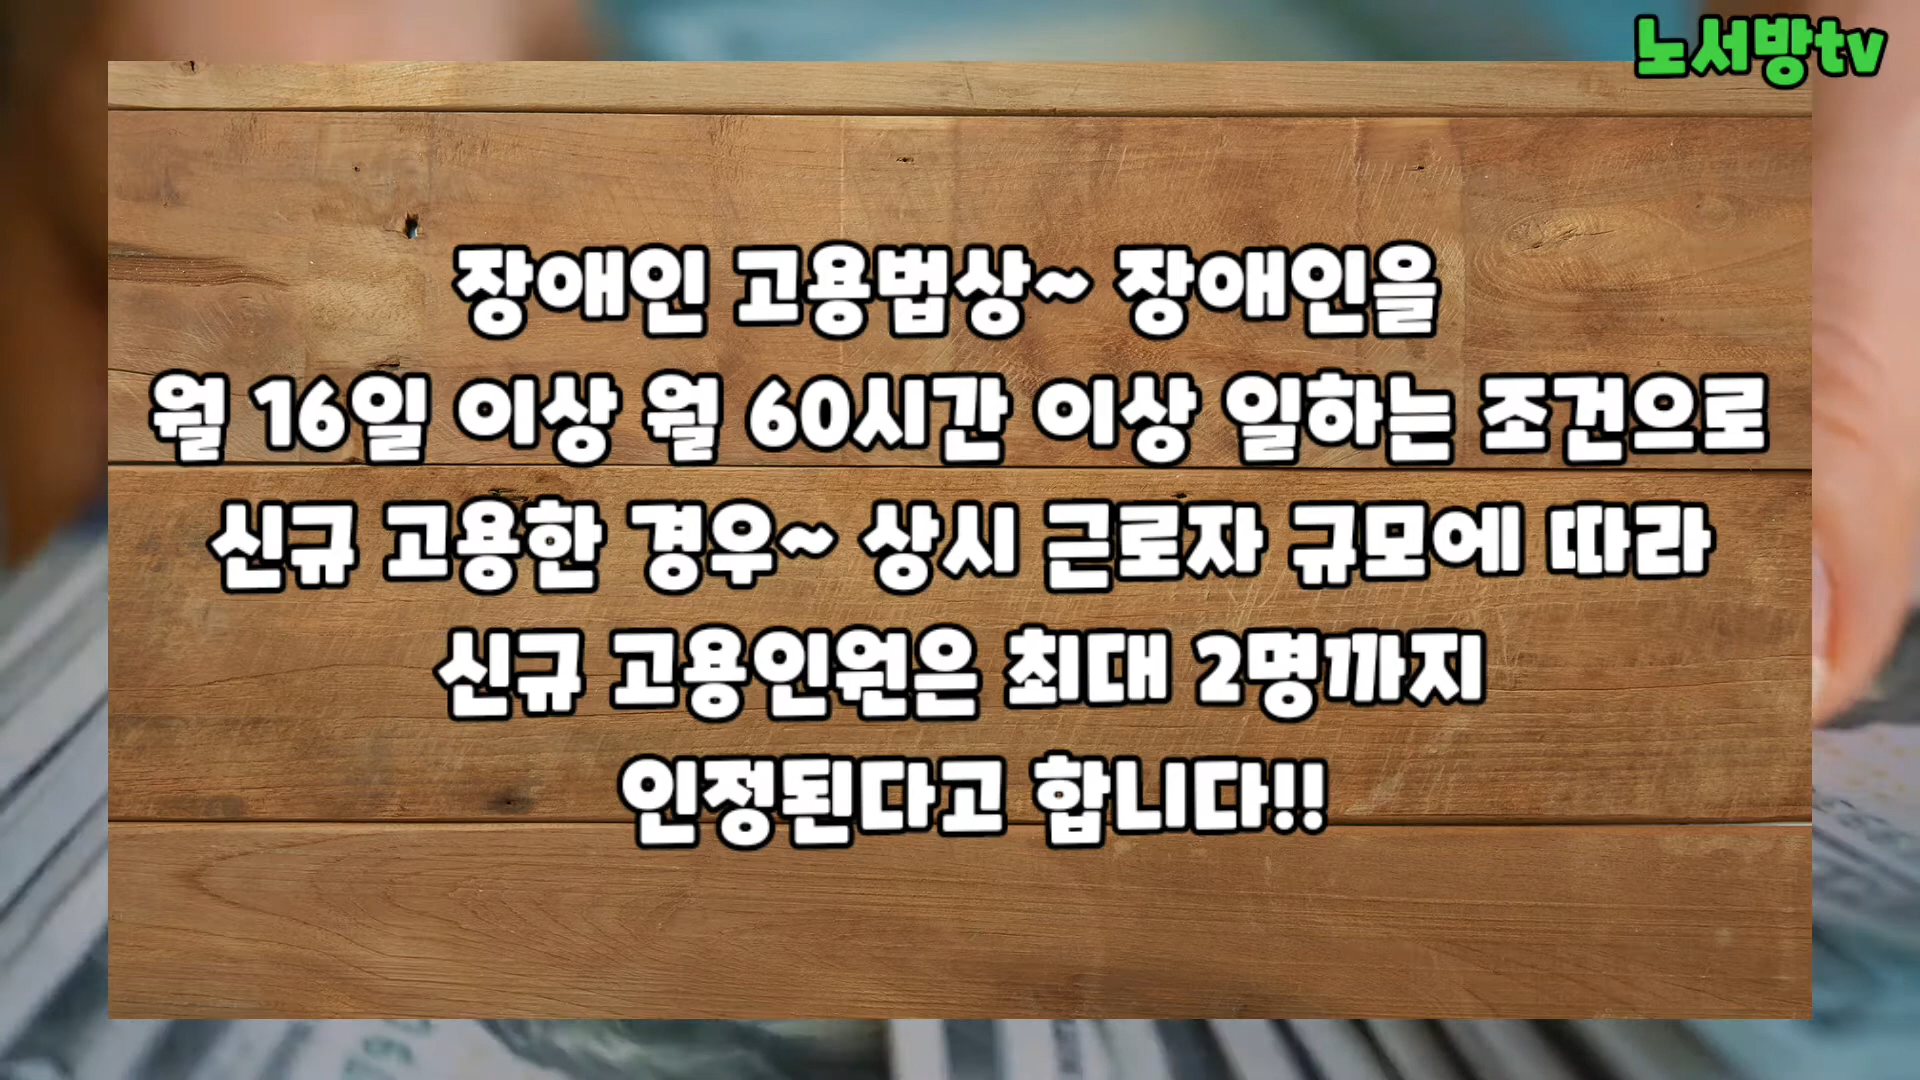 노서방tv
장애인 고용법상~ 장애인을
월 16일 이상 월 60시간 이상 일하는 조건으로
신규 고용한 경우~ 상시 근로자 규모에 따라
신규 고용인원은 최대 2명까지
인정된다고 합니다!!